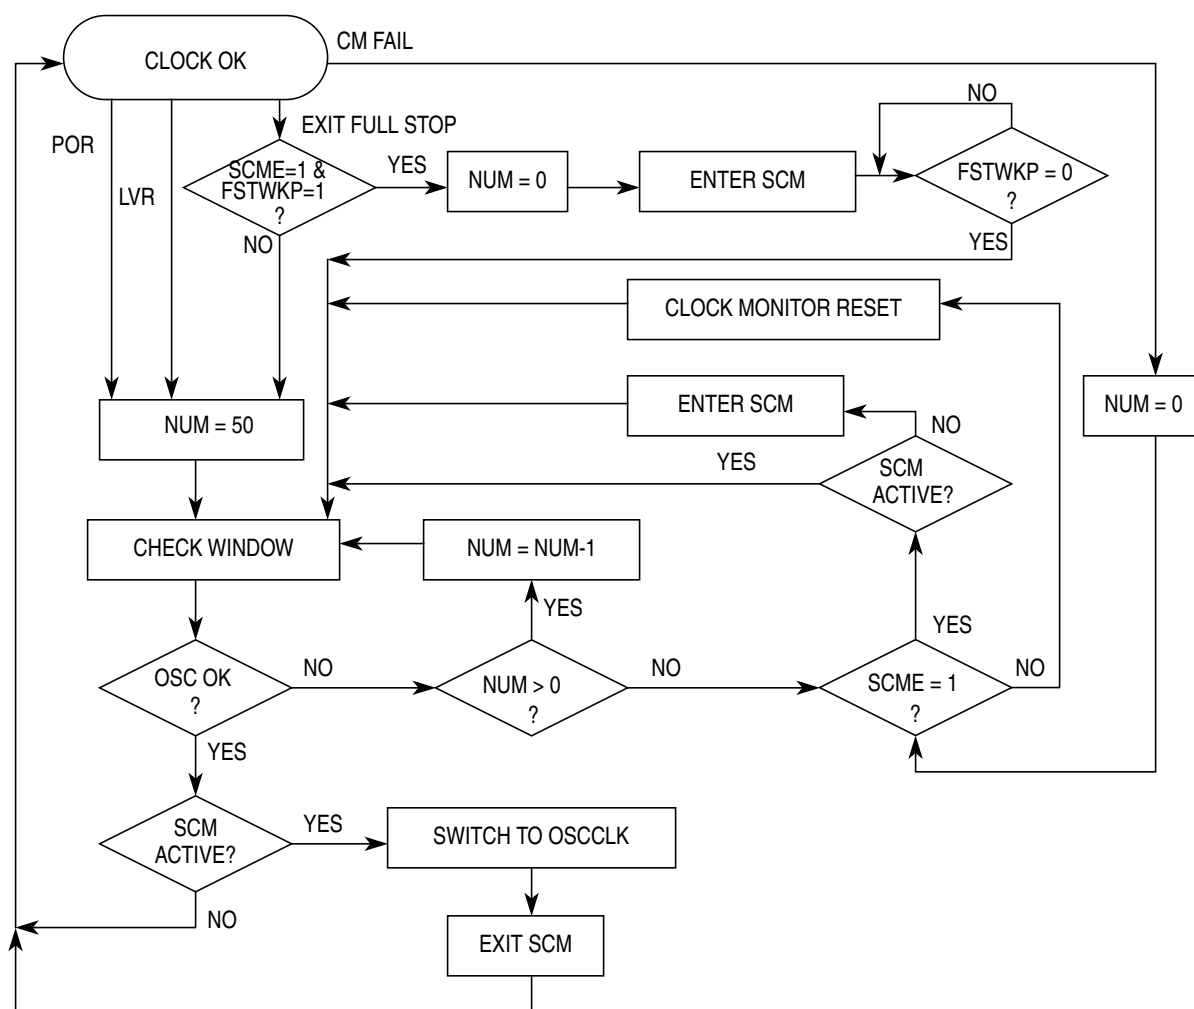 CM FAIL
CLOCK OK
NO
EXIT FULL STOP
POR
SCME=1 &
FSTWKP=1
?
YES
NUM = 0
ENTER SCM
FSTWKP = 0
?
LVR
NO
YES
CLOCK MONITOR RESET
ENTER SCM
NUM = 0
NUM = 50
NO
YES
SCM
ACTIVE?
CHECK WINDOW
NUM = NUM-1
YES
YES
OSC OK
?
NO
NUM > 0
?
NO
SCME = 1
?
NO
YES
SCM
ACTIVE?
YES
SWITCH TO OSCCLK
NO
EXIT SCM